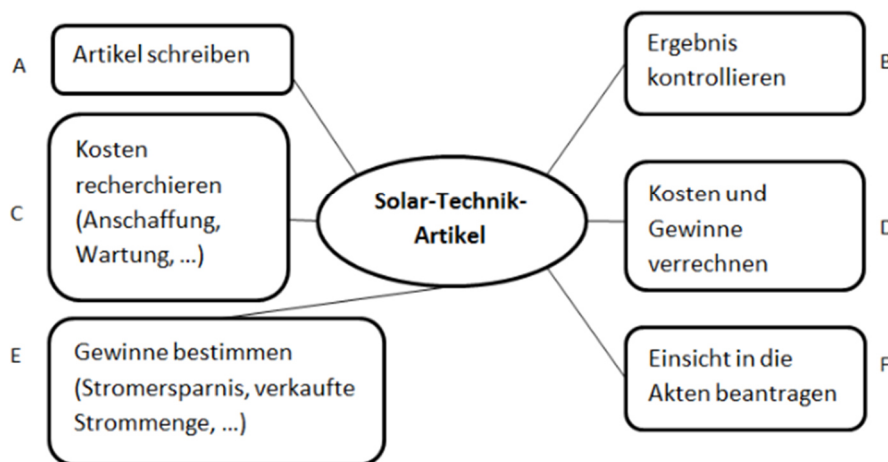 A
Artikel schreiben
B
Ergebnis
kontrollieren
C
Kosten
recherchieren
(Anschaffung,
Wartung, ...)
Solar-Technik-
Artikel
D
Kosten und
Gewinne
verrechnen
E
Gewinne bestimmen
(Stromersparnis, verkaufte
Strommenge, ...)
F
Einsicht in die
Akten beantragen